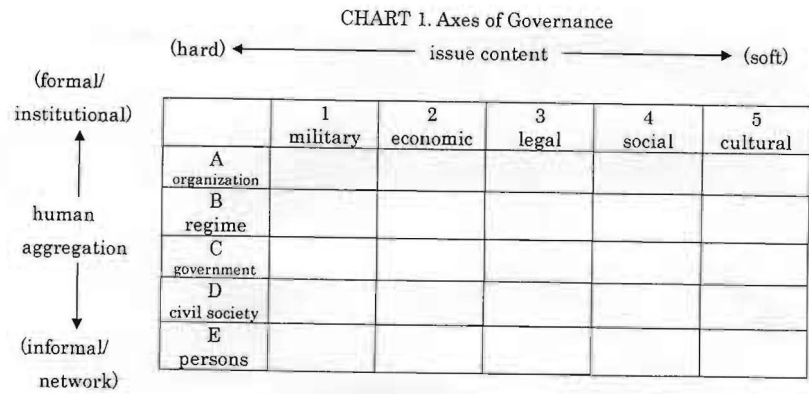 CHART 1. Axes of Governance
(hard) issue content (soft)
(formal/
institutional)
human
aggregation
(informal/
network)
1 2 3 4 5
military economic legal social cultural
A
organization
B
regime
C
government
D
civil society
E
persons